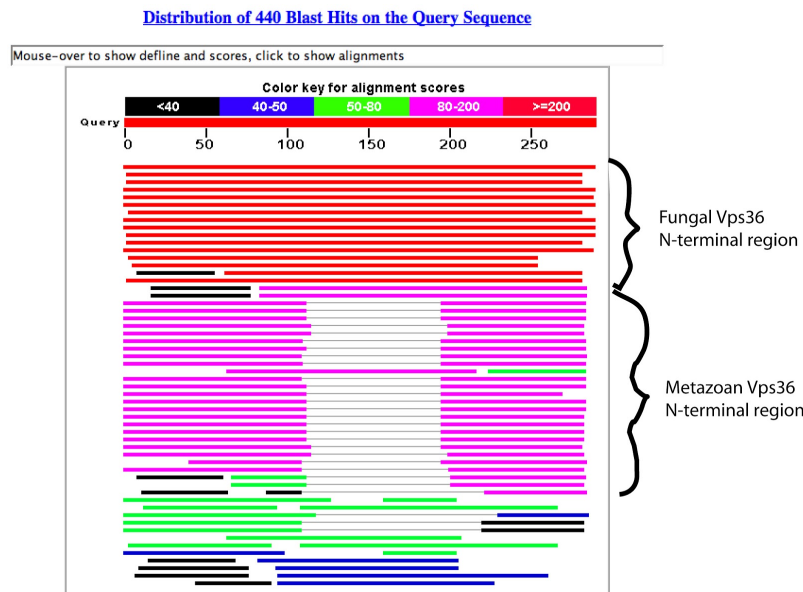 Distribution of 440 Blast Hits on the Query Sequence
Mouse-over to show defline and scores, click to show alignments
Color key for alignment scores
<40 40-50 50-80 80-200 >=200
Query
0 50 100 150 200 250
Fungal Vps36
N-terminal region
Metazoan Vps36
N-terminal region